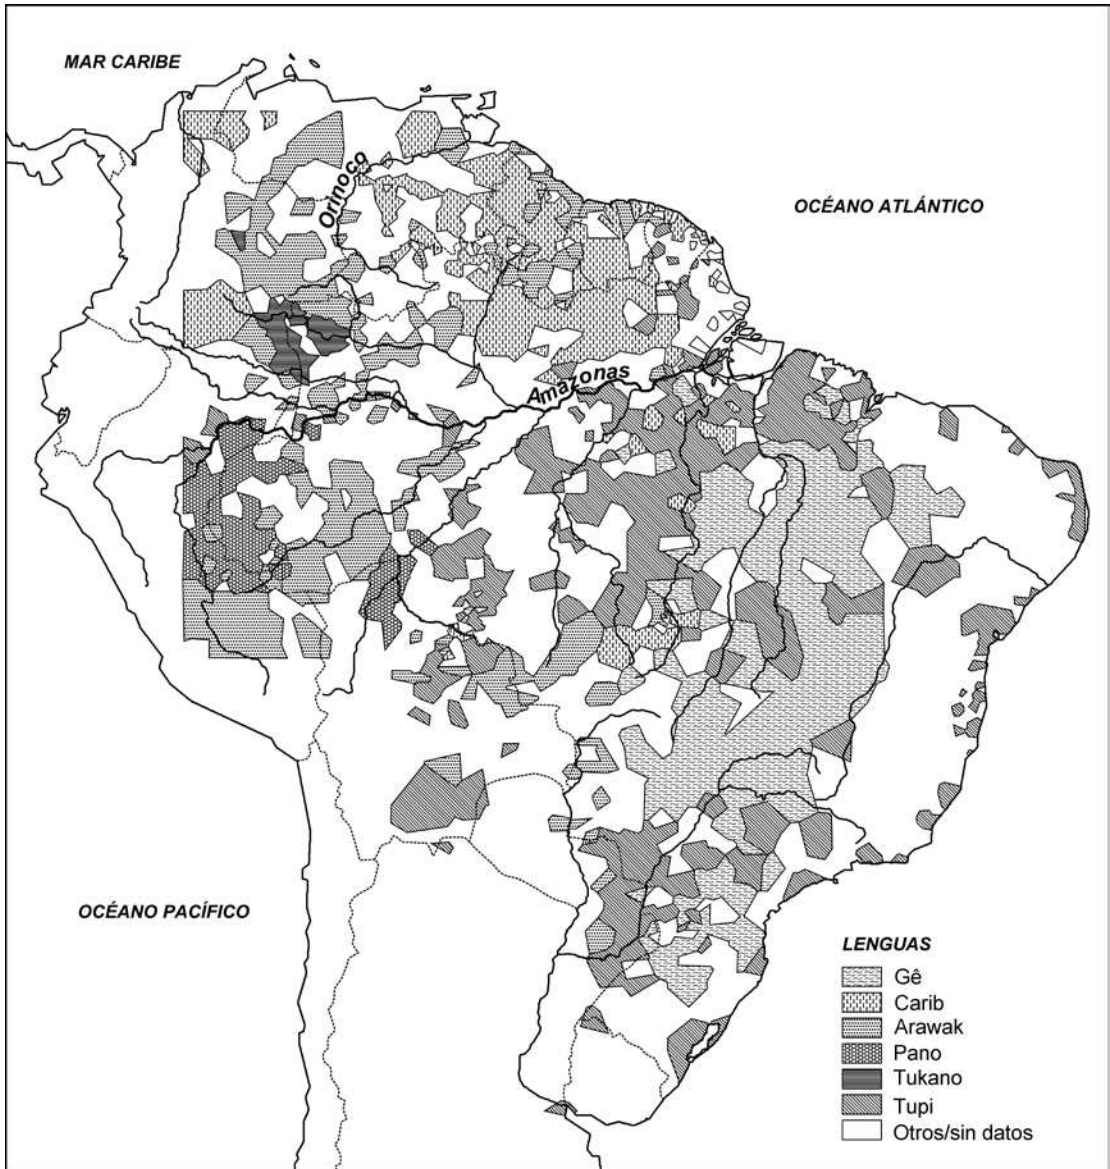 MAR CARIBE
Orinoco
OCÉANO ATLÁNTICO
Amazonas
OCÉANO PACÍFICO
LENGUAS
Gê
Carib
Arawak
Pano
Tukano
Tupi
Otros/sin datos